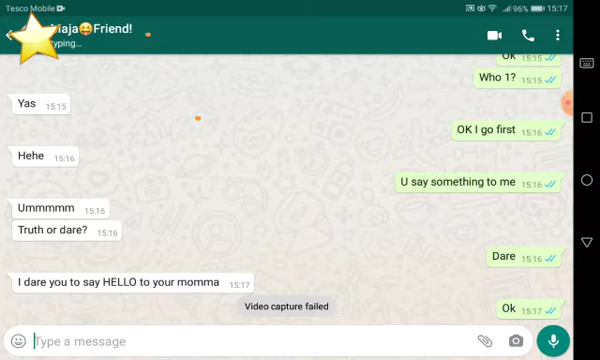 Tesco Mobile 96% 15:17
Maja😝Friend!
typing...
Ok 15:15
Who 1? 15:15
Yas 15:15
OK I go first 15:16
Hehe 15:16
U say something to me 15:16
Ummmmm 15:16
Truth or dare? 15:16
Dare 15:16
I dare you to say HELLO to your momma 15:17
Video capture failed
Ok 15:17
Type a message